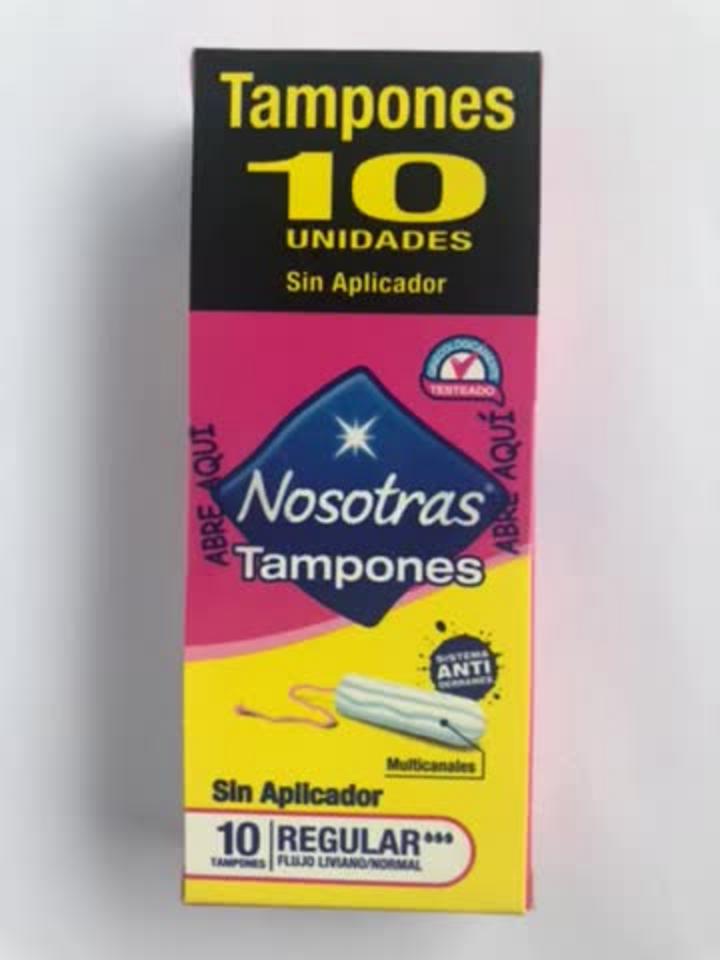 Tampones
10
UNIDADES
Sin Aplicador
GINECOLÓGICAMENTE
TESTEADO
ABRE AQUÍ
ABRE AQUÍ
Nosotras
Tampones
SISTEMA
ANTI
DERRAMES
Multicanales
Sin Aplicador
10
TAMPONES
REGULAR
FLUJO LIVIANO/NORMAL